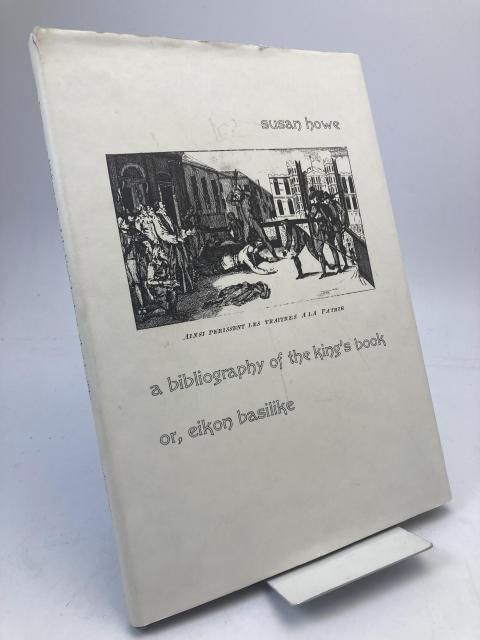 susan howe
AINSI PERISSENT LES TRAITRES A LA PATRIE
a bibliography of the king's book
or, eikon basilike